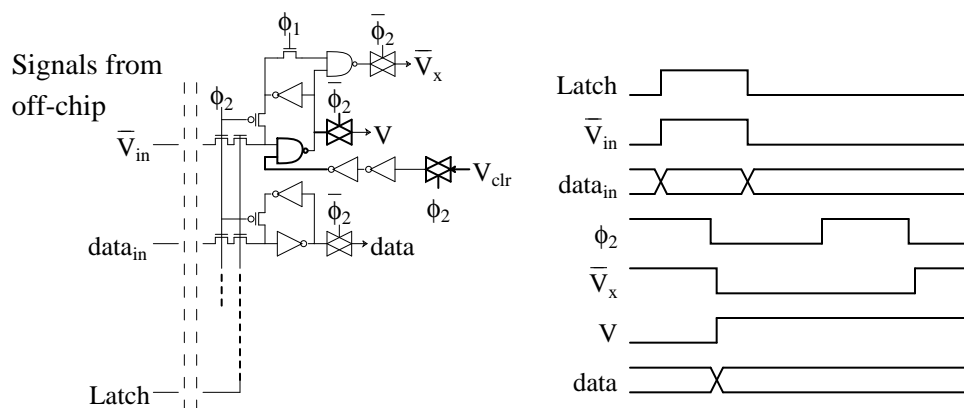 Signals from
off-chip
ϕ₁
ϕ̅₂
V̅ₓ
ϕ₂
ϕ̅₂
V̅ᵢₙ
V
V_clr
ϕ₂
ϕ̅₂
dataᵢₙ
data
Latch
Latch
V̅ᵢₙ
dataᵢₙ
ϕ₂
V̅ₓ
V
data